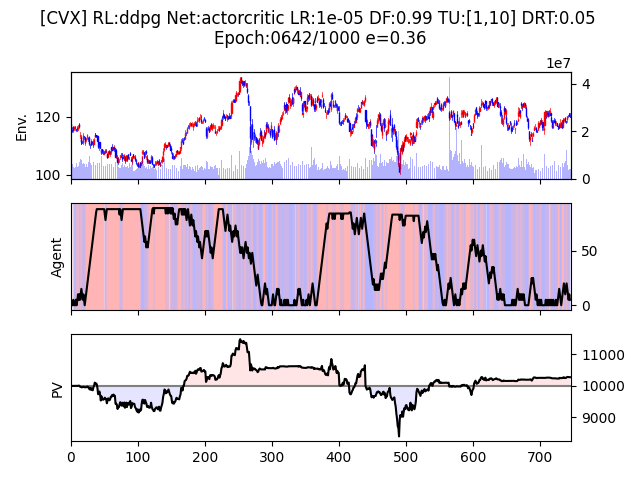 [CVX] RL:ddpg Net:actorcritic LR:1e-05 DF:0.99 TU:[1,10] DRT:0.05
Epoch:0642/1000 e=0.36
1e7
Env.
120
100
4
2
0
Agent
50
0
PV
11000
10000
9000
0 100 200 300 400 500 600 700